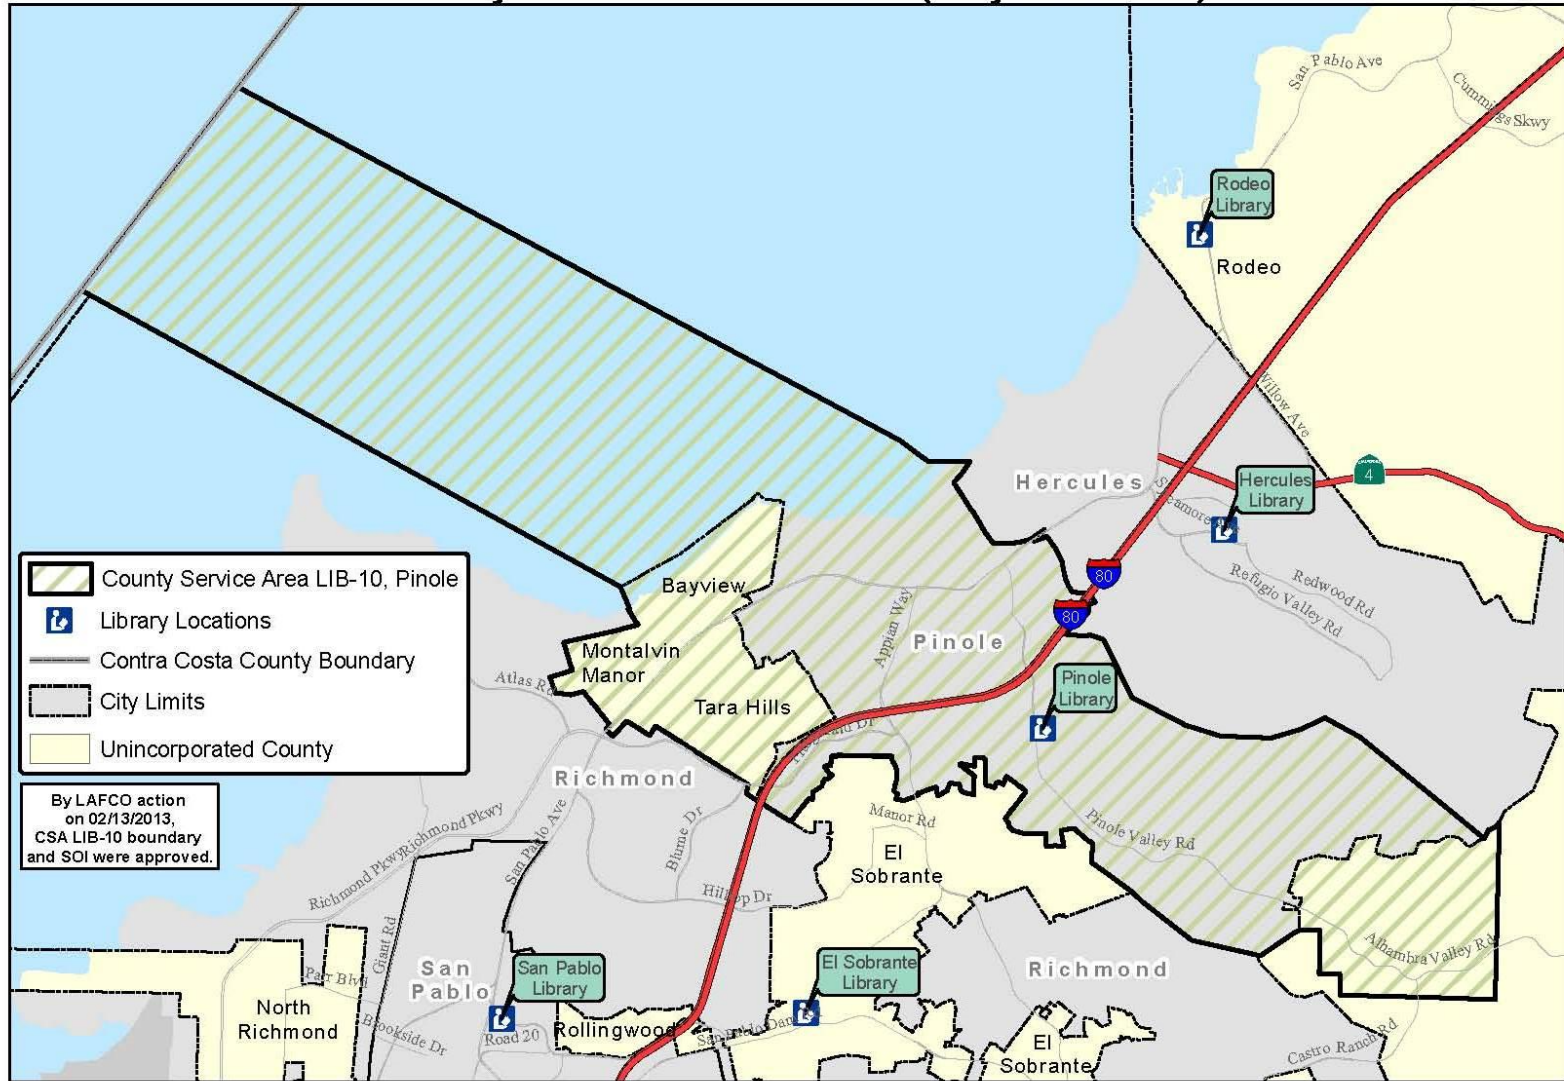 San Pablo Ave
Cummings Skwy
Rodeo
Library
Rodeo
Willow Ave
Hercules
4
Hercules
Library
Sycamore
Redwood Rd
Refugio Valley Rd
80
80
Bayview
Appian Way
Pinole
Montalvin
Manor
Pinole
Library
Tara Hills
Atlas Rd
County Service Area LIB-10, Pinole
Library Locations
Contra Costa County Boundary
City Limits
Unincorporated County
By LAFCO action
on 02/13/2013,
CSA LIB-10 boundary
and SOI were approved.
Richmond
Blume Dr
Manor Rd
Pinole Valley Rd
El
Sobrante
Richmond Pkwy
Richmond Pkwy
San Pablo Ave
Hilltop Dr
Giant Rd
Alhambra Valley Rd
San
Pablo
San Pablo
Library
El Sobrante
Library
Richmond
Parr Blvd
North
Richmond
Brookside Dr
Road 20
Rollingwood
San Pablo Dam
El
Sobrante
Castro Ranch Rd